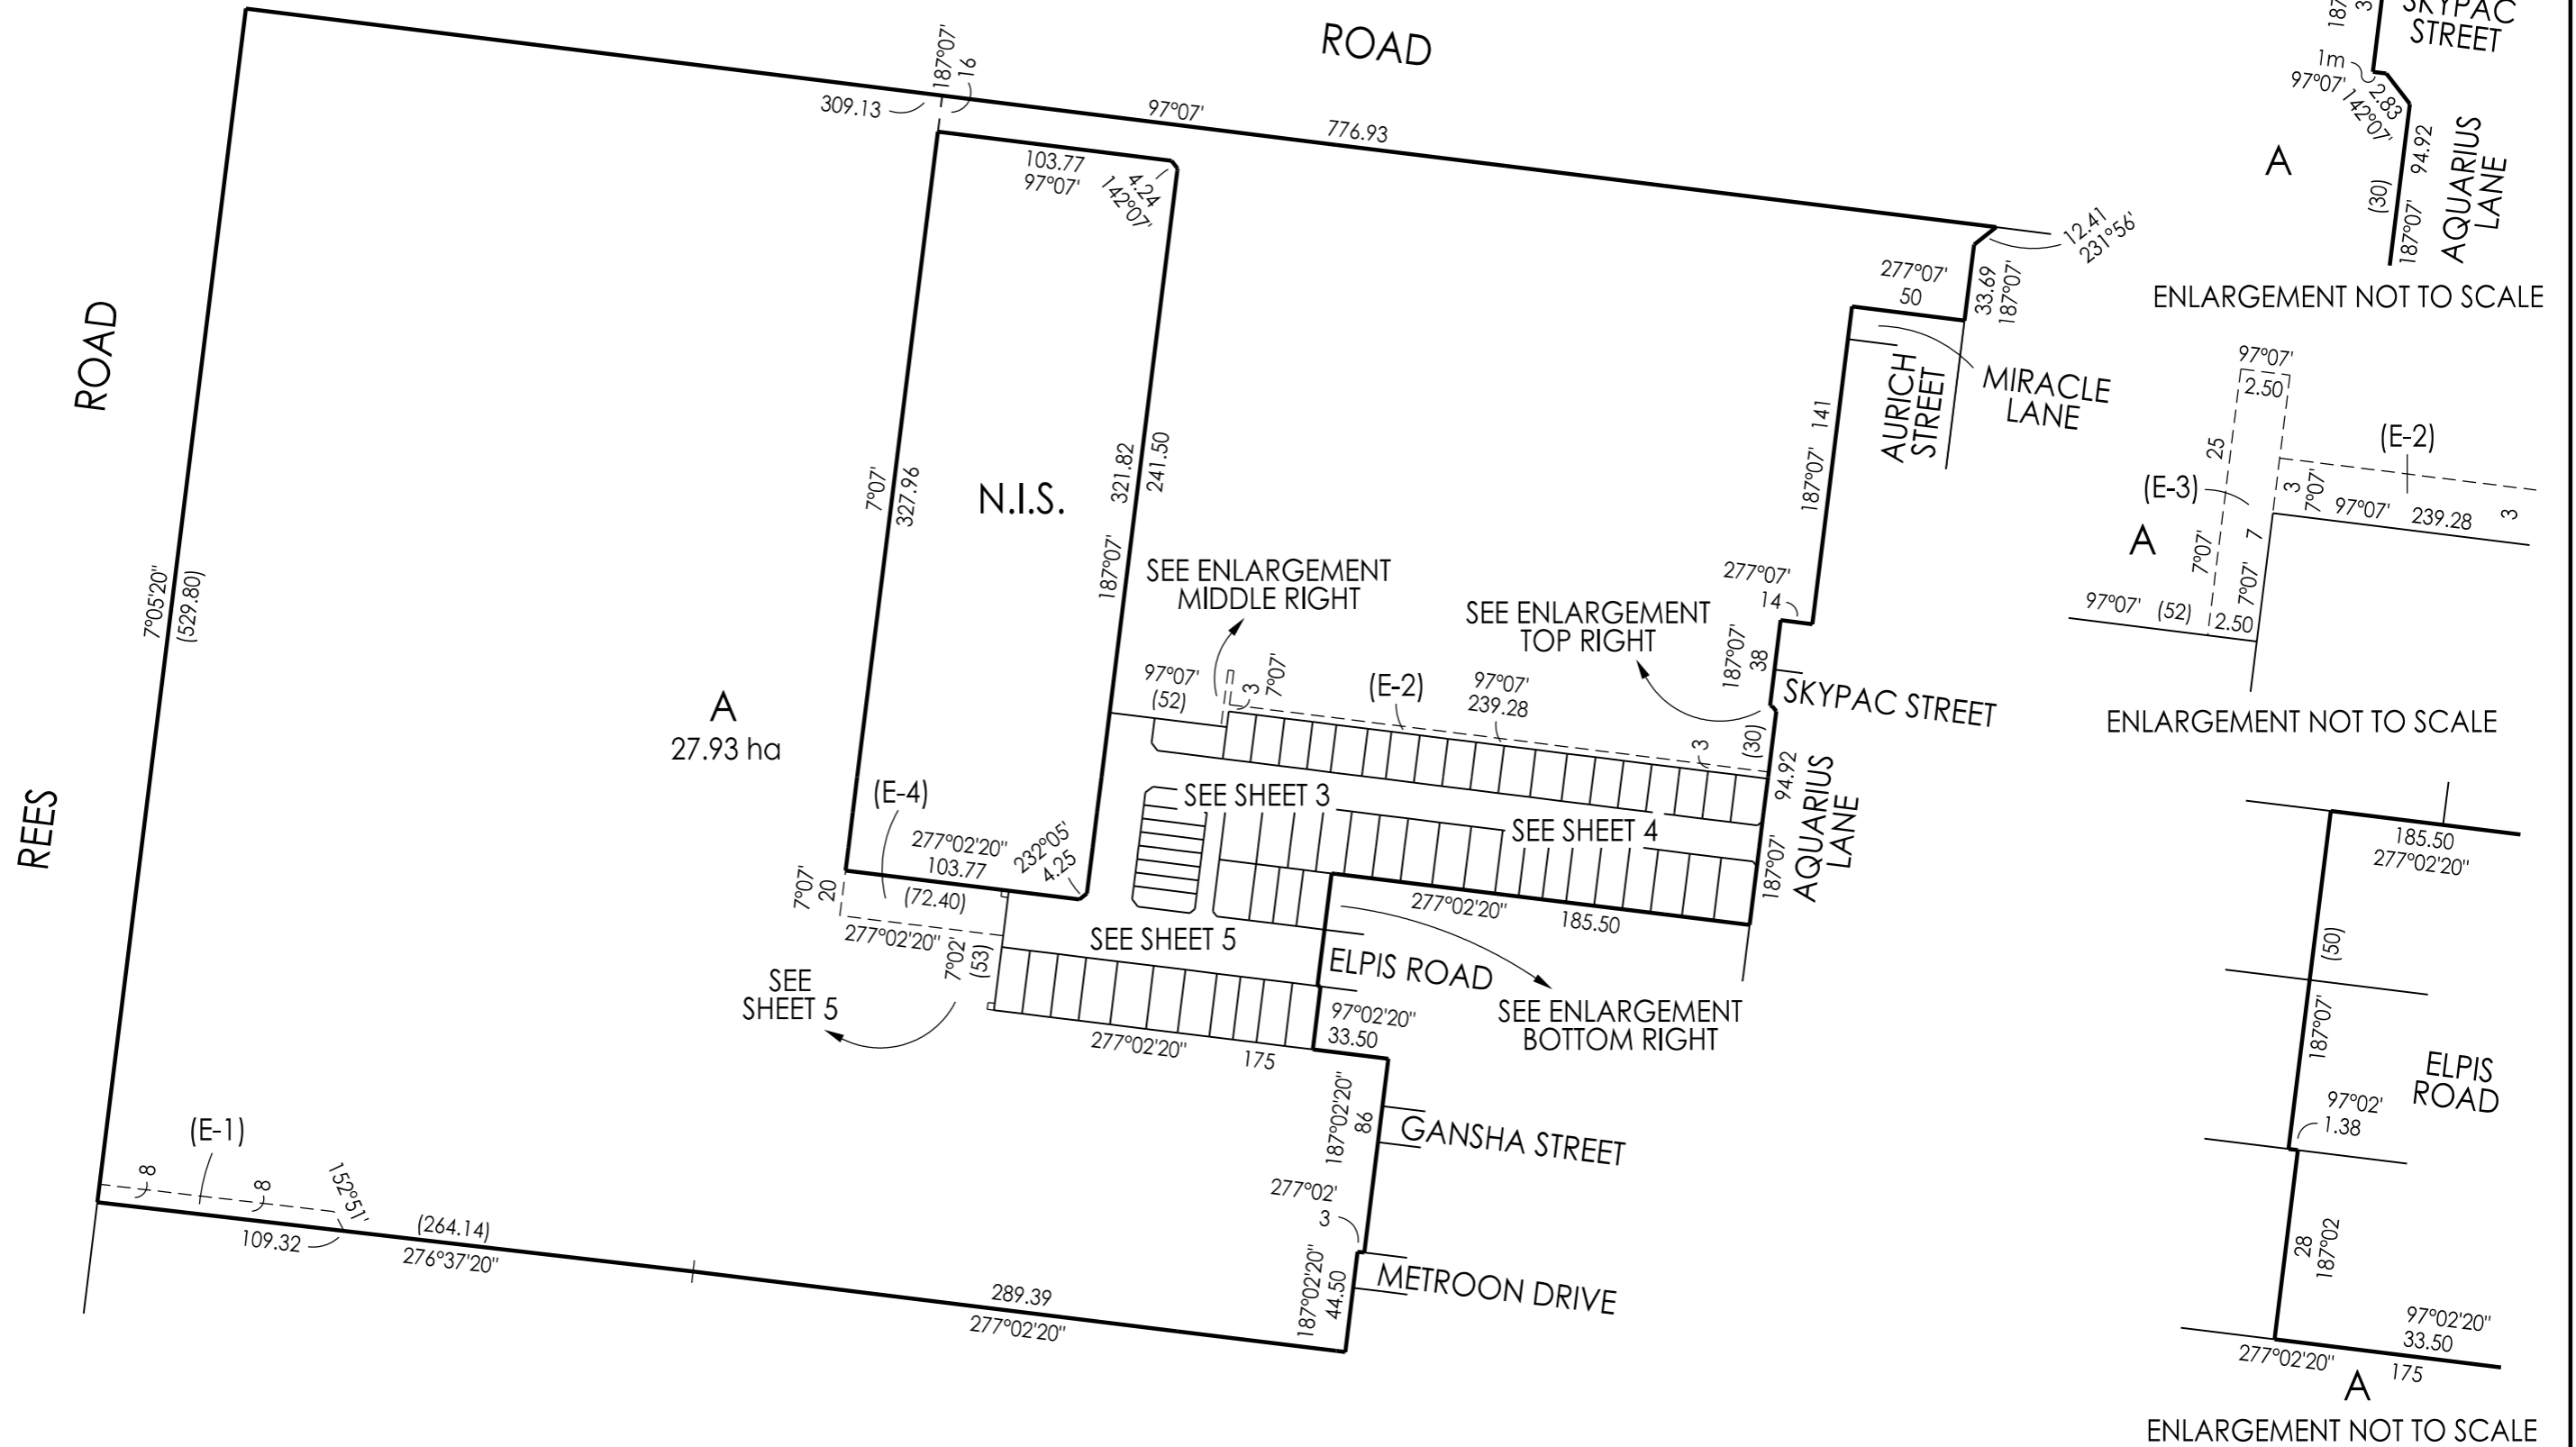 ROAD
187°07'
16
309.13
97°07'
776.93
103.77
97°07'
4.24
142°07'
12.41
231°56'
277°07'
50
33.69
187°07'
MIRACLE
LANE
AURICH
STREET
187°07' 141
ROAD
7°07'
327.96
N.I.S.
321.82
241.50
187°07'
7°05'20"
(529.80)
SEE ENLARGEMENT
MIDDLE RIGHT
SEE ENLARGEMENT
TOP RIGHT
277°07'
14
187°07'
38
SKYPAC STREET
97°07'
(52)
3
7°07'
(E-2)
97°07'
239.28
3
(30)
94.92
187°07'
AQUARIUS
LANE
A
27.93 ha
REES
(E-4)
277°02'20"
103.77
232°05'
4.25
SEE SHEET 3
SEE SHEET 4
7°07'
20
(72.40)
277°02'20"
7°02'
(53)
SEE SHEET 5
SEE
SHEET 5
277°02'20"
185.50
ELPIS ROAD
97°02'20"
33.50
SEE ENLARGEMENT
BOTTOM RIGHT
277°02'20"
175
187°02'20"
86
GANSHA STREET
277°02'
3
187°02'20"
44.50
METROON DRIVE
(E-1)
8
8
152°51'
109.32
(264.14)
276°37'20"
289.39
277°02'20"
187
3
SKYPAC
STREET
1m
97°07'
2.83
142°07'
A
94.92
(30)
187°07'
AQUARIUS
LANE
ENLARGEMENT NOT TO SCALE
97°07'
2.50
25
(E-2)
(E-3)
3
7°07'
97°07' 239.28
3
A
7°07'
7°07' 7
97°07' (52)
2.50
ENLARGEMENT NOT TO SCALE
185.50
277°02'20"
(50)
187°07'
ELPIS
ROAD
97°02'
1.38
28
187°02
97°02'20"
33.50
277°02'20"
175
A
ENLARGEMENT NOT TO SCALE